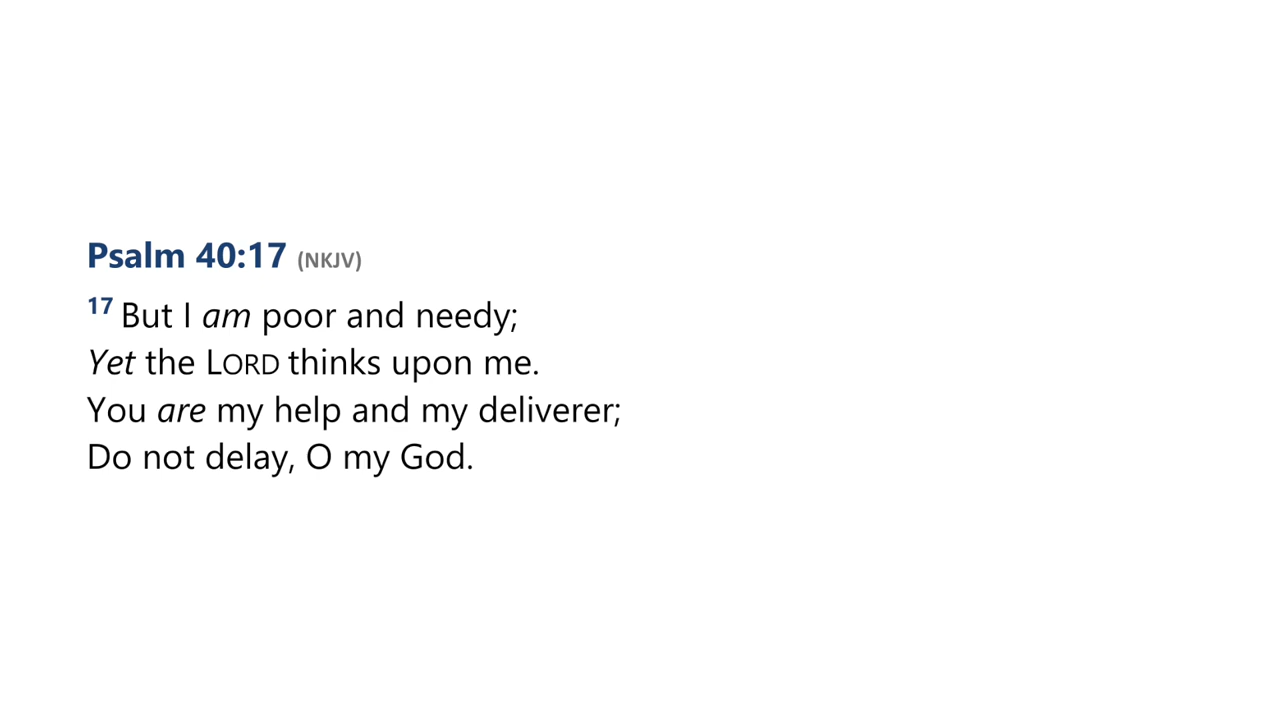 Psalm 40:17 (NKJV)
17 But I am poor and needy;
Yet the LORD thinks upon me.
You are my help and my deliverer;
Do not delay, O my God.